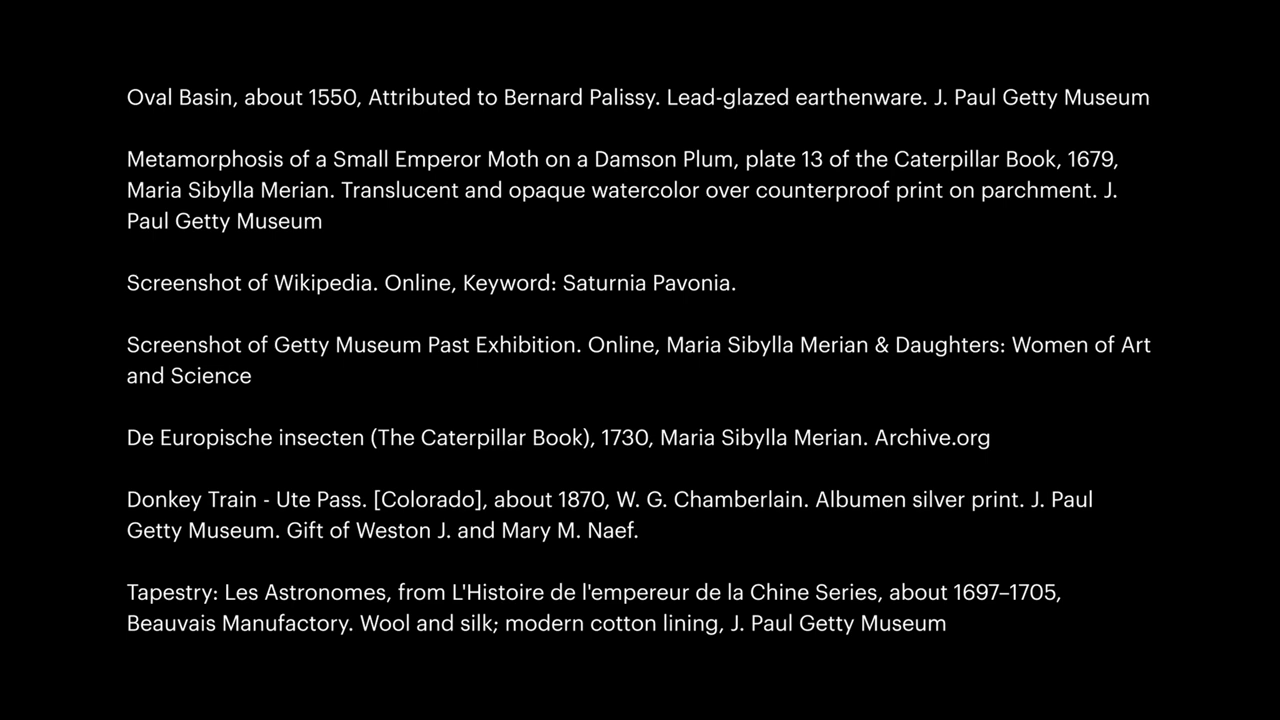 Oval Basin, about 1550, Attributed to Bernard Palissy. Lead-glazed earthenware. J. Paul Getty Museum
Metamorphosis of a Small Emperor Moth on a Damson Plum, plate 13 of the Caterpillar Book, 1679,
Maria Sibylla Merian. Translucent and opaque watercolor over counterproof print on parchment. J.
Paul Getty Museum
Screenshot of Wikipedia. Online, Keyword: Saturnia Pavonia.
Screenshot of Getty Museum Past Exhibition. Online, Maria Sibylla Merian & Daughters: Women of Art
and Science
De Europische insecten (The Caterpillar Book), 1730, Maria Sibylla Merian. Archive.org
Donkey Train - Ute Pass. [Colorado], about 1870, W. G. Chamberlain. Albumen silver print. J. Paul
Getty Museum. Gift of Weston J. and Mary M. Naef.
Tapestry: Les Astronomes, from L'Histoire de l'empereur de la Chine Series, about 1697–1705,
Beauvais Manufactory. Wool and silk; modern cotton lining, J. Paul Getty Museum